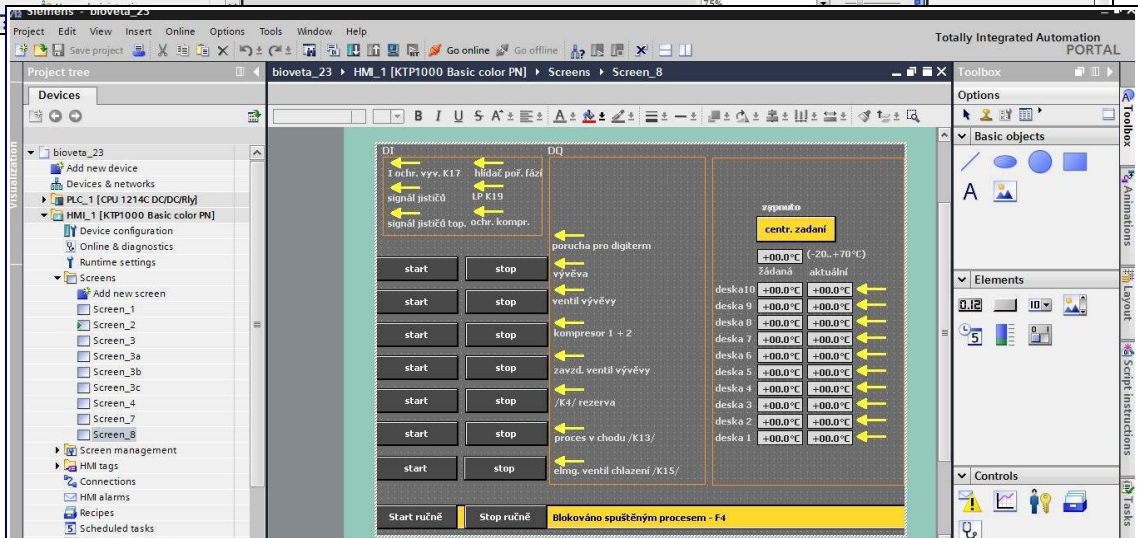 75%
Siemens - bioveta_23
Project Edit View Insert Online Options Tools Window Help
Totally Integrated Automation
PORTAL
Save project
Go online
Go offline
Project tree
bioveta_23 HMI_1 [KTP1000 Basic color PN] Screens Screen_8
Toolbox
Devices
Options
B I U S A
Visualization
bioveta_23
Add new device
Devices & networks
PLC_1 [CPU 1214C DC/DC/Rly]
HMI_1 [KTP1000 Basic color PN]
Device configuration
Online & diagnostics
Runtime settings
Screens
Add new screen
Screen_1
Screen_2
Screen_3
Screen_3a
Screen_3b
Screen_3c
Screen_4
Screen_7
Screen_8
Screen management
HMI tags
Connections
HMI alarms
Recipes
Scheduled tasks
DI
DQ
I ochr. vyv. K17 hlídač poř. fází
signál jističů LP K19
signál jističů top. ochr. kompr.
porucha pro digiterm
start stop vývěva
start stop ventil vývěvy
start stop kompresor 1 + 2
start stop zavzd. ventil vývěvy
start stop /K4/ rezerva
start stop proces v chodu /K13/
start stop elmg. ventil chlazení /K15/
Start ručně Stop ručně Blokováno spuštěným procesem - F4
zypnuto
centr. zadaní
+00.0°C (-20..+70°C)
žádaná aktuální
deska10 +00.0°C +00.0°C
deska 9 +00.0°C +00.0°C
deska 8 +00.0°C +00.0°C
deska 7 +00.0°C +00.0°C
deska 6 +00.0°C +00.0°C
deska 5 +00.0°C +00.0°C
deska 4 +00.0°C +00.0°C
deska 3 +00.0°C +00.0°C
deska 2 +00.0°C +00.0°C
deska 1 +00.0°C +00.0°C
Basic objects
A
Elements
0.12
10
5
0 1
Controls
Toolbox
Animations
Layout
Script instructions
Tasks